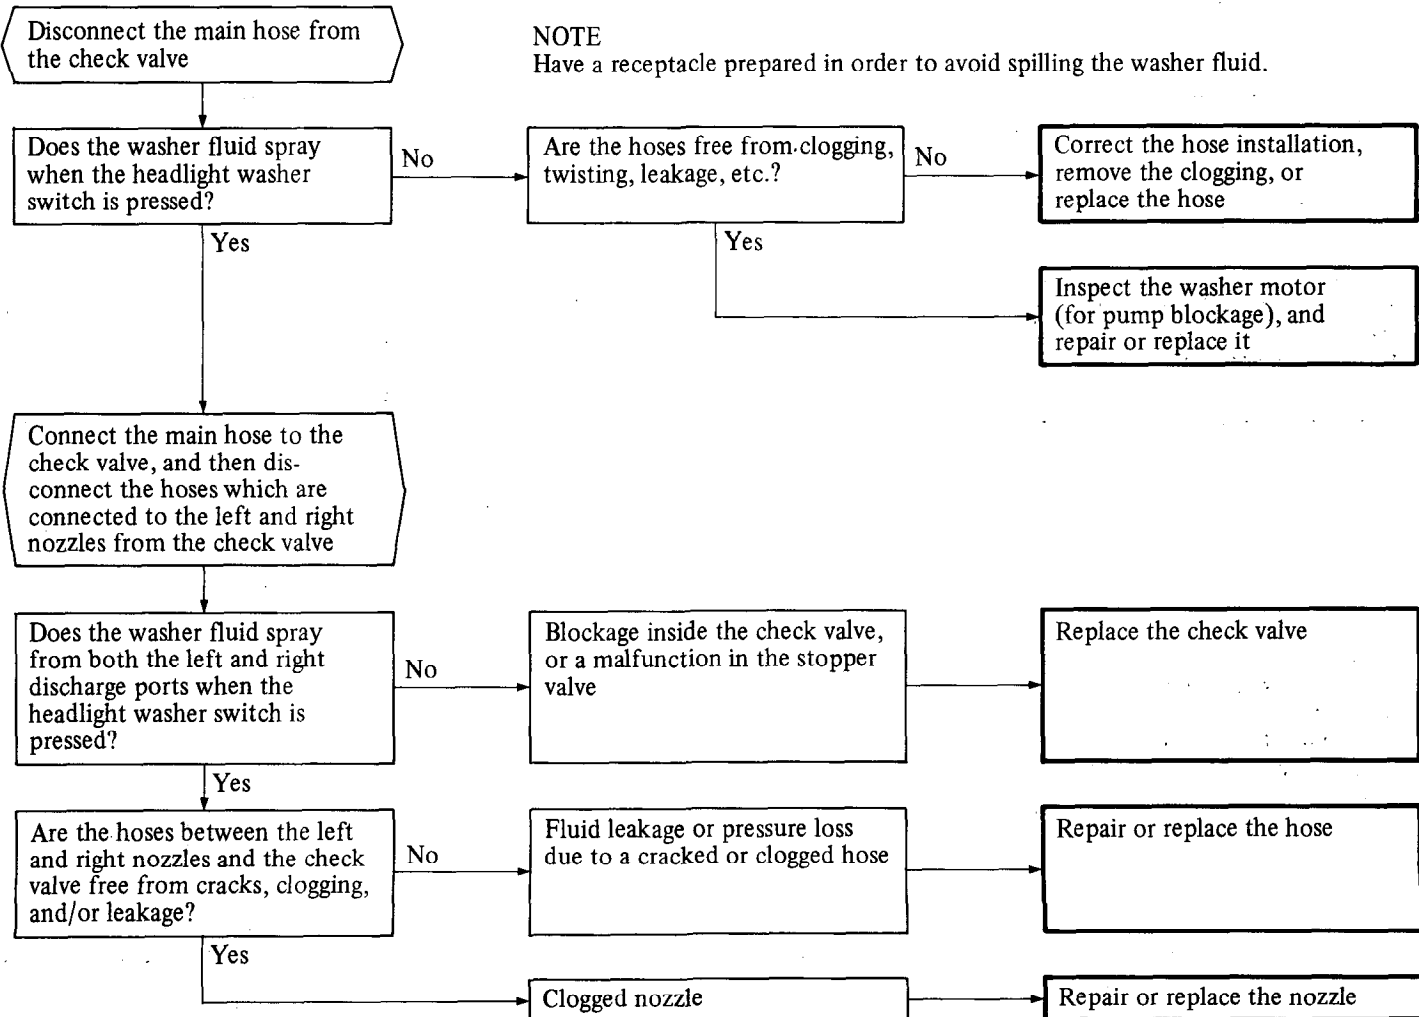 Disconnect the main hose from
the check valve
NOTE
Have a receptacle prepared in order to avoid spilling the washer fluid.
Does the washer fluid spray
when the headlight washer
switch is pressed?
No
Are the hoses free from clogging,
twisting, leakage, etc.?
No
Correct the hose installation,
remove the clogging, or
replace the hose
Yes
Yes
Inspect the washer motor
(for pump blockage), and
repair or replace it
Connect the main hose to the
check valve, and then dis-
connect the hoses which are
connected to the left and right
nozzles from the check valve
Does the washer fluid spray
from both the left and right
discharge ports when the
headlight washer switch is
pressed?
No
Blockage inside the check valve,
or a malfunction in the stopper
valve
Replace the check valve
Yes
Are the hoses between the left
and right nozzles and the check
valve free from cracks, clogging,
and/or leakage?
No
Fluid leakage or pressure loss
due to a cracked or clogged hose
Repair or replace the hose
Yes
Clogged nozzle
Repair or replace the nozzle